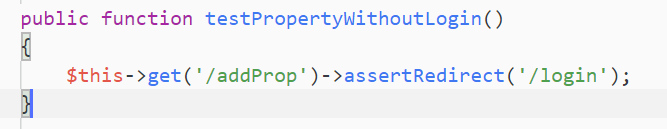 public function testPropertyWithoutLogin()
{
$this->get('/addProp')->assertRedirect('/login');
}